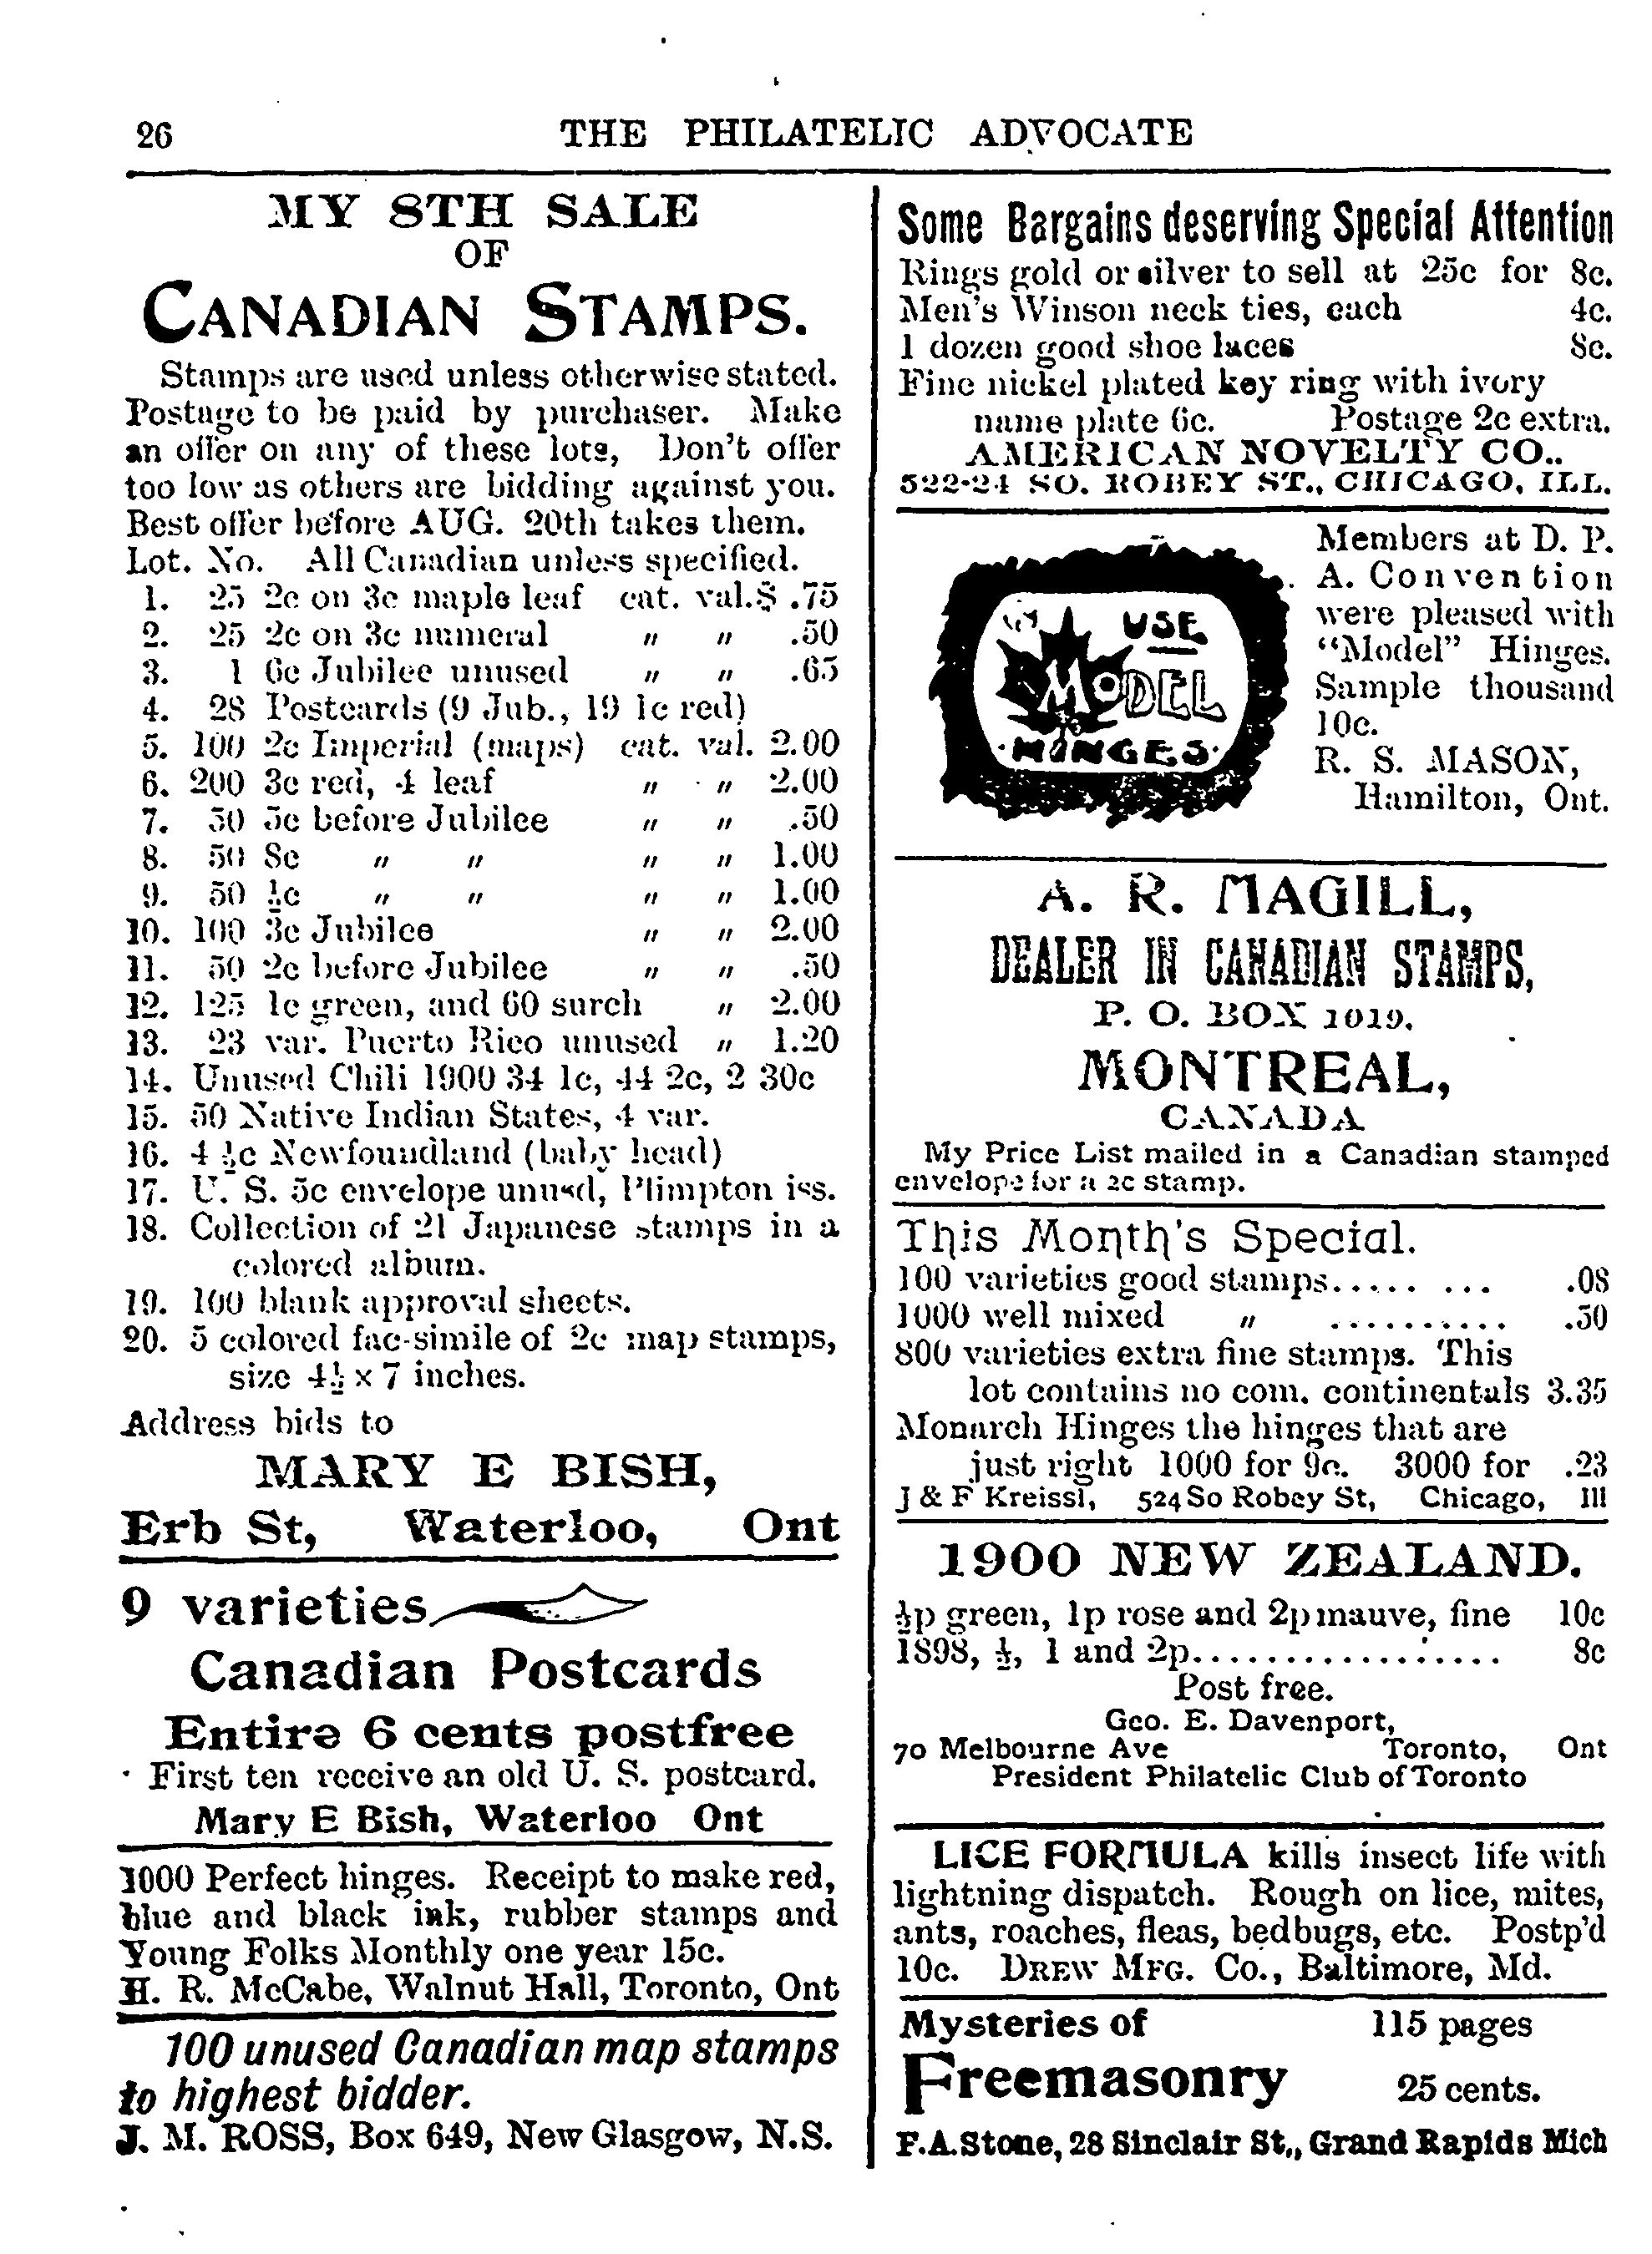 26 THE PHILATELIC ADVOCATE
MY 8TH SALE
OF
CANADIAN STAMPS.
Stamps are used unless otherwise stated.
Postage to be paid by purchaser. Make
an offer on any of these lots, Don't offer
too low as others are bidding against you.
Best offer before AUG. 20th takes them.
Lot. No. All Canadian unless specified.
1. 25 2c on 3c maple leaf cat. val. $ .75
2. 25 2c on 3c numeral " " .50
3. 1 6c Jubilee unused " " .65
4. 28 Postcards (9 Jub., 19 1c red)
5. 100 2c Imperial (maps) cat. val. 2.00
6. 200 3c red, 4 leaf " " 2.00
7. 50 5c before Jubilee " " .50
8. 50 8c " " " " 1.00
9. 50 ½c " " " " 1.00
10. 100 3c Jubilee " " 2.00
11. 50 2c before Jubilee " " .50
12. 125 1c green, and 60 surch " 2.00
13. 23 var. Puerto Rico unused " 1.20
14. Unused Chili 1900 34 1c, 44 2c, 2 30c
15. 50 Native Indian States, 4 var.
16. 4 ½c Newfoundland (baby head)
17. U. S. 5c envelope unusd, Plimpton iss.
18. Collection of 21 Japanese stamps in a
colored album.
19. 100 blank approval sheets.
20. 5 colored fac-simile of 2c map stamps,
size 4½ x 7 inches.
Address bids to
MARY E BISH,
Erb St, Waterloo, Ont
9 varieties
Canadian Postcards
Entire 6 cents postfree
First ten receive an old U. S. postcard.
Mary E Bish, Waterloo Ont
1000 Perfect hinges. Receipt to make red,
blue and black ink, rubber stamps and
Young Folks Monthly one year 15c.
H. R. McCabe, Walnut Hall, Toronto, Ont
100 unused Canadian map stamps
to highest bidder.
J. M. ROSS, Box 649, New Glasgow, N.S.
Some Bargains deserving Special Attention
Rings gold or silver to sell at 25c for 8c.
Men's Winson neck ties, each 4c.
1 dozen good shoe laces 8c.
Fine nickel plated key ring with ivory
name plate 6c. Postage 2c extra.
AMERICAN NOVELTY CO..
522-24 SO. ROBEY ST., CHICAGO, ILL.
USE
MODEL
HINGES
Members at D. P.
A. Convention
were pleased with
"Model" Hinges.
Sample thousand
10c.
R. S. MASON,
Hamilton, Ont.
A. R. MAGILL,
DEALER IN CANADIAN STAMPS,
P. O. BOX 1019.
MONTREAL,
CANADA
My Price List mailed in a Canadian stamped
envelope for a 2c stamp.
This Month's Special.
100 varieties good stamps..... ... .08
1000 well mixed " .......... .50
800 varieties extra fine stamps. This
lot contains no com. continentals 3.35
Monarch Hinges the hinges that are
just right 1000 for 9c. 3000 for .23
J & F Kreissl, 524 So Robey St, Chicago, Ill
1900 NEW ZEALAND.
½p green, 1p rose and 2p mauve, fine 10c
1898, ½, 1 and 2p.................. 8c
Post free.
Geo. E. Davenport,
70 Melbourne Ave Toronto, Ont
President Philatelic Club of Toronto
LICE FORMULA kills insect life with
lightning dispatch. Rough on lice, mites,
ants, roaches, fleas, bedbugs, etc. Postp'd
10c. DREW MFG. CO., Baltimore, Md.
Mysteries of 115 pages
Freemasonry 25 cents.
F.A.Stone, 28 Sinclair St., Grand Rapids Mich